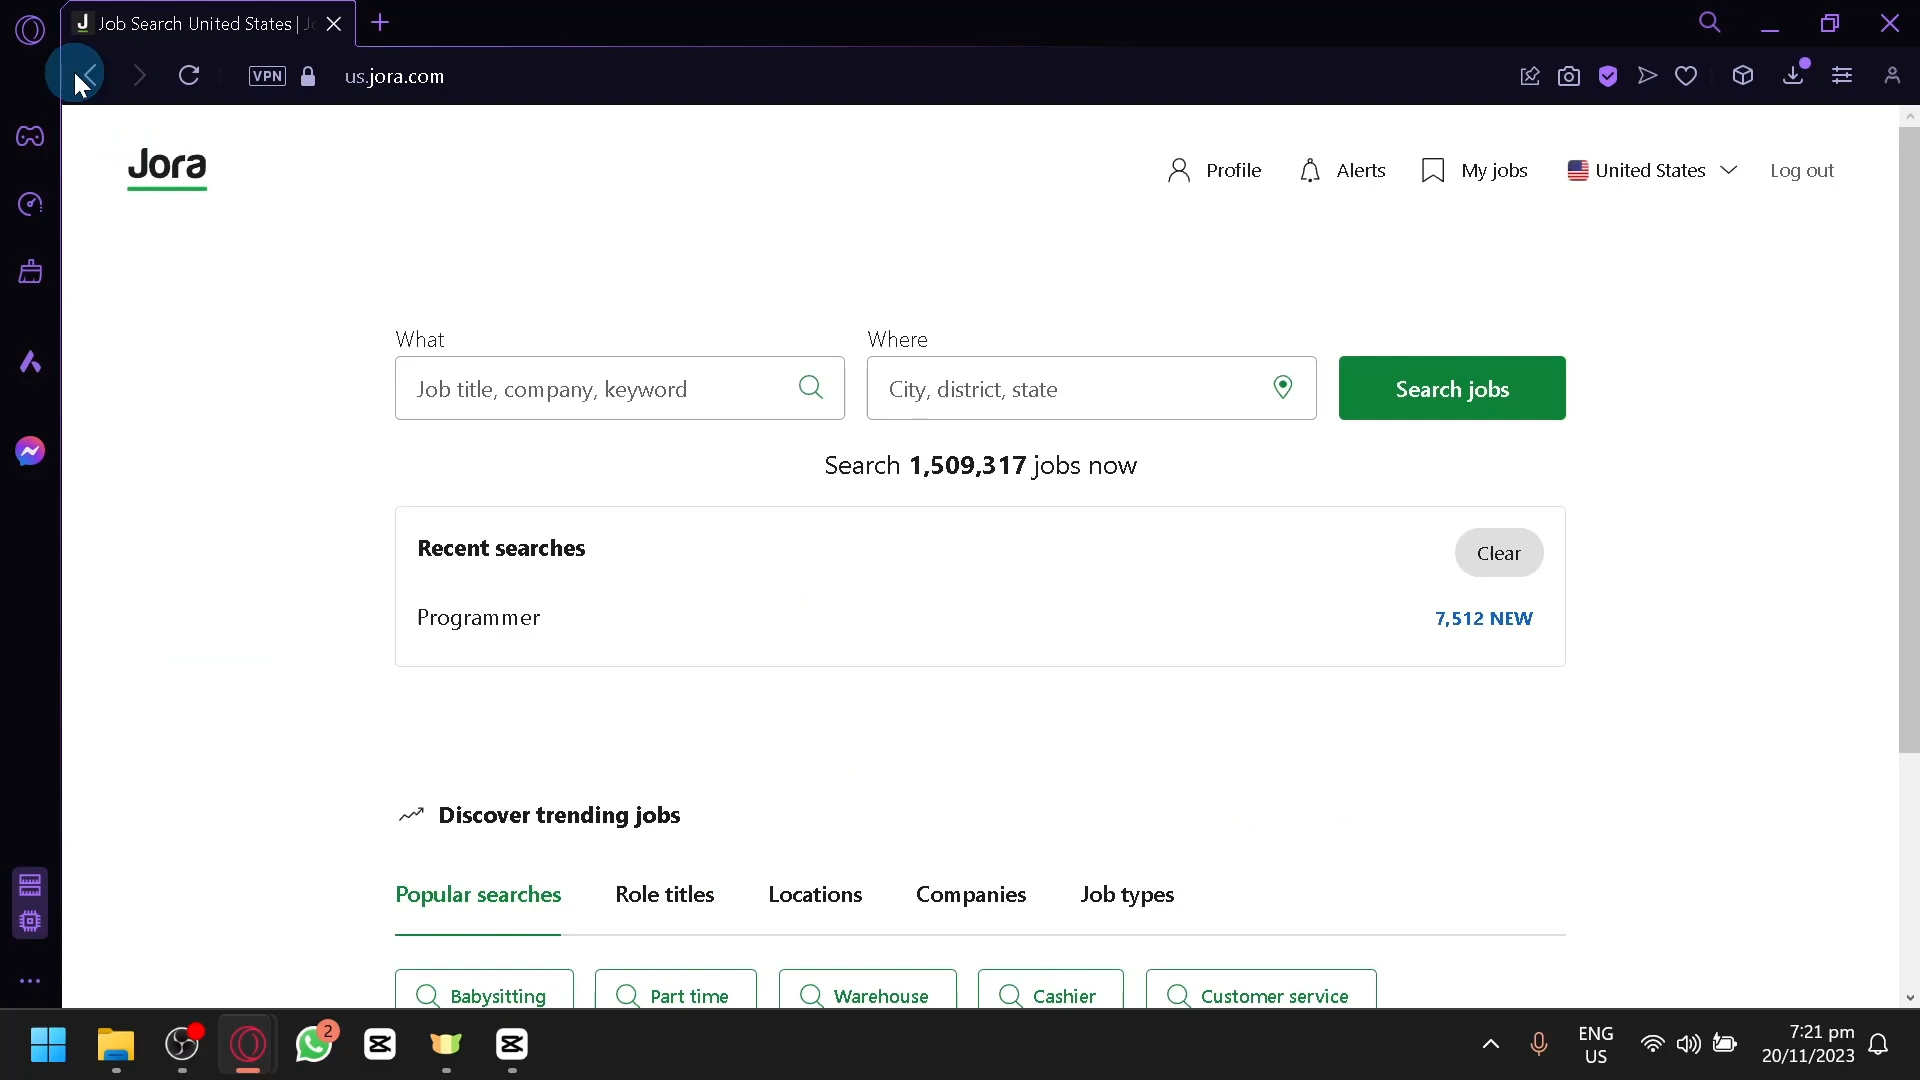 Job Search United States | Jo
VPN
us.jora.com
Jora
Profile
Alerts
My jobs
United States
Log out
What
Where
Job title, company, keyword
City, district, state
Search jobs
Search 1,509,317 jobs now
Recent searches
Clear
Programmer
7,512 NEW
Discover trending jobs
Popular searches
Role titles
Locations
Companies
Job types
Babysitting
Part time
Warehouse
Cashier
Customer service
2
ENG
US
7:21 pm
20/11/2023